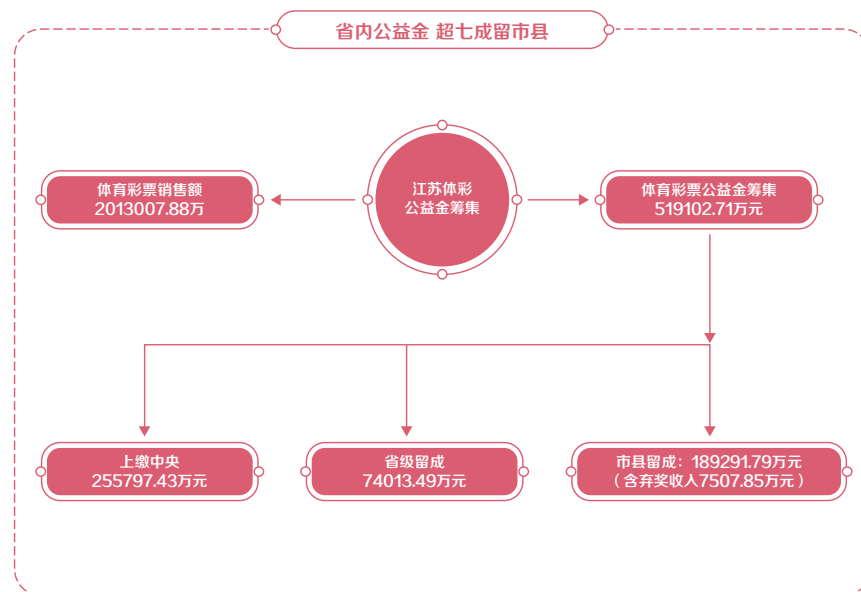 省内公益金 超七成留市县
江苏体彩
公益金筹集
体育彩票销售额
2013007.88万
体育彩票公益金筹集
519102.71万元
上缴中央
255797.43万元
省级留成
74013.49万元
市县留成：189291.79万元
（含弃奖收入7507.85万元）